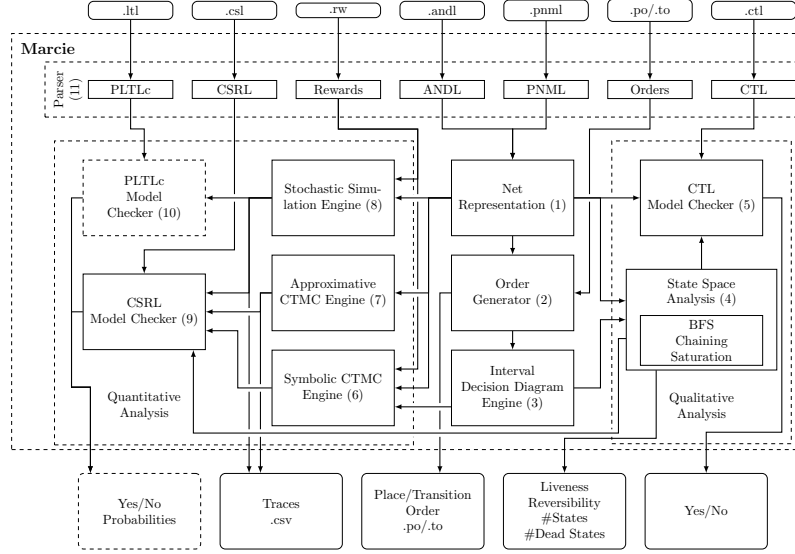 .ltl
.csl
.rw
.andl
.pnml
.po/.to
.ctl
Marcie
Parser
(11)
PLTLc
CSRL
Rewards
ANDL
PNML
Orders
CTL
PLTLc
Model
Checker (10)
Stochastic Simu-
lation Engine (8)
Net
Representation (1)
CTL
Model Checker (5)
CSRL
Model Checker (9)
Approximative
CTMC Engine (7)
Order
Generator (2)
State Space
Analysis (4)
BFS
Chaining
Saturation
Symbolic CTMC
Engine (6)
Interval
Decision Diagram
Engine (3)
Quantitative
Analysis
Qualitative
Analysis
Yes/No
Probabilities
Traces
.csv
Place/Transition
Order
.po/.to
Liveness
Reversibility
#States
#Dead States
Yes/No